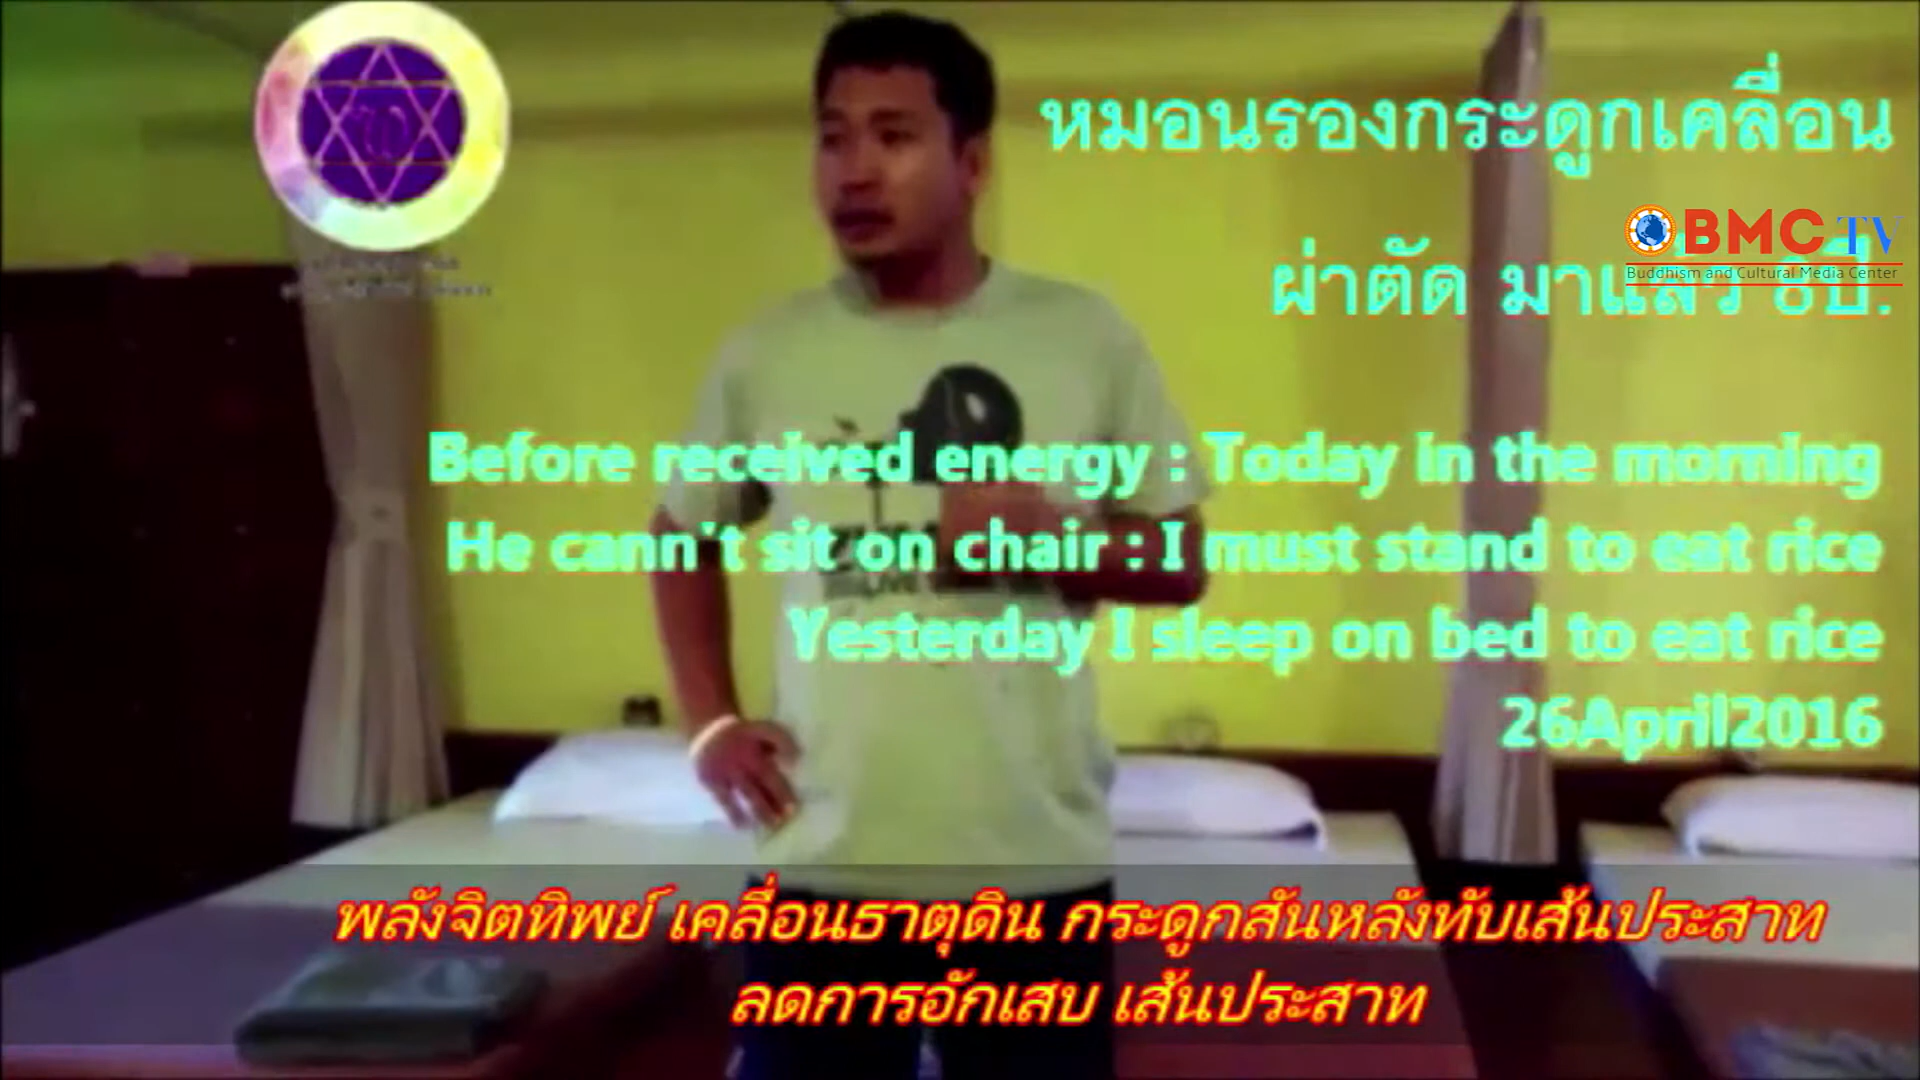 หมอนรองกระดูกเคลื่อน
BMC TV
Buddhism and Cultural Media Center
ผ่าตัด มาแล้ว 8ปี.
Before received energy : Today in the morning
He cann't sit on chair : I must stand to eat rice
Yesterday I sleep on bed to eat rice
26April2016
พลังจิตทิพย์ เคลื่อนธาตุดิน กระดูกสันหลังทับเส้นประสาท
ลดการอักเสบ เส้นประสาท